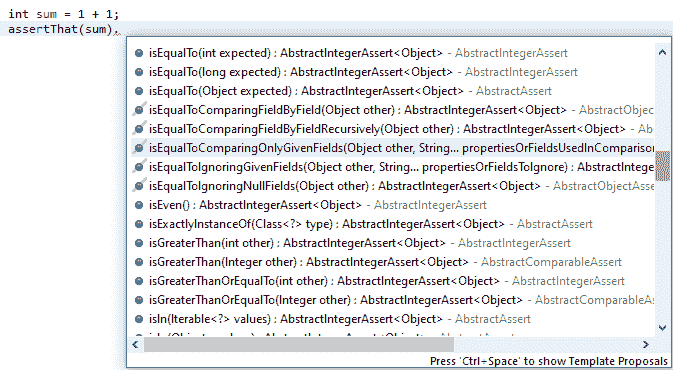 int sum = 1 + 1;
assertThat(sum).
isEqualTo(int expected) : AbstractIntegerAssert<Object> - AbstractIntegerAssert
isEqualTo(long expected) : AbstractIntegerAssert<Object> - AbstractIntegerAssert
isEqualTo(Object expected) : AbstractIntegerAssert<Object> - AbstractAssert
isEqualToComparingFieldByField(Object other) : AbstractIntegerAssert<Object> - AbstractObjec
isEqualToComparingFieldByFieldRecursively(Object other) : AbstractIntegerAssert<Object> - Ab
isEqualToComparingOnlyGivenFields(Object other, String... propertiesOrFieldsUsedInComparison
isEqualToIgnoringGivenFields(Object other, String... propertiesOrFieldsToIgnore) : AbstractInteg
isEqualToIgnoringNullFields(Object other) : AbstractIntegerAssert<Object> - AbstractObjectAsse
isEven() : AbstractIntegerAssert<Object> - AbstractIntegerAssert
isExactlyInstanceOf(Class<?> type) : AbstractIntegerAssert<Object> - AbstractAssert
isGreaterThan(int other) : AbstractIntegerAssert<Object> - AbstractIntegerAssert
isGreaterThan(Integer other) : AbstractIntegerAssert<Object> - AbstractComparableAssert
isGreaterThanOrEqualTo(int other) : AbstractIntegerAssert<Object> - AbstractIntegerAssert
isGreaterThanOrEqualTo(Integer other) : AbstractIntegerAssert<Object> - AbstractComparableA
isIn(Iterable<?> values) : AbstractIntegerAssert<Object> - AbstractAssert
Press 'Ctrl+Space' to show Template Proposals